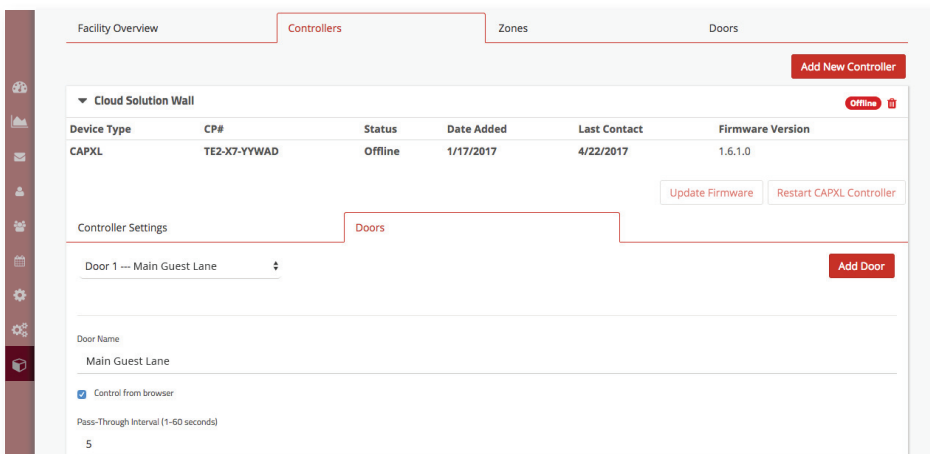 Facility Overview Controllers Zones Doors
Add New Controller
Cloud Solution Wall Offline
Device Type CP# Status Date Added Last Contact Firmware Version
CAPXL TE2-X7-YYWAD Offline 1/17/2017 4/22/2017 1.6.1.0
Update Firmware Restart CAPXL Controller
Controller Settings Doors
Door 1 --- Main Guest Lane Add Door
Door Name
Main Guest Lane
Control from browser
Pass-Through Interval (1-60 seconds)
5